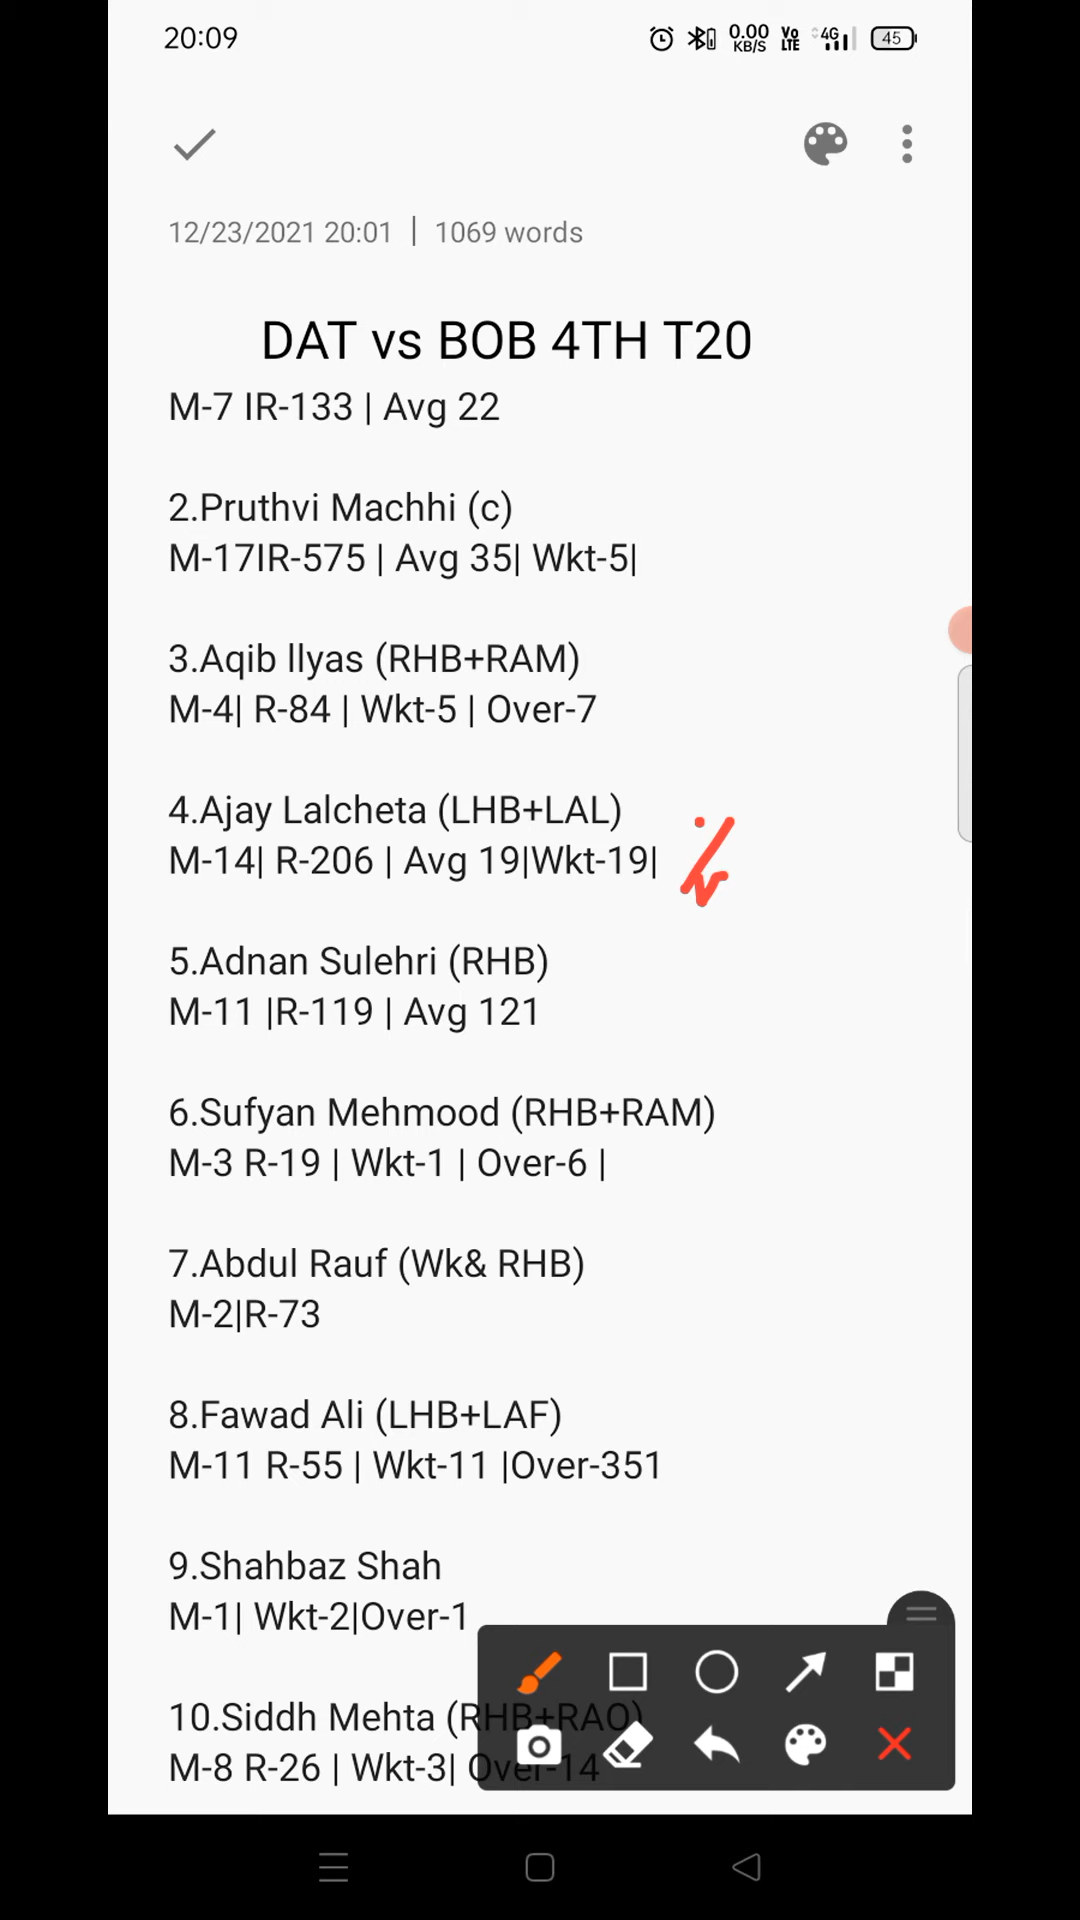 20:09
0.00 KB/S Vo LTE 4G 45
12/23/2021 20:01 | 1069 words
DAT vs BOB 4TH T20
M-7 IR-133 | Avg 22
2.Pruthvi Machhi (c)
M-17IR-575 | Avg 35| Wkt-5|
3.Aqib llyas (RHB+RAM)
M-4| R-84 | Wkt-5 | Over-7
4.Ajay Lalcheta (LHB+LAL)
M-14| R-206 | Avg 19|Wkt-19|
5.Adnan Sulehri (RHB)
M-11 |R-119 | Avg 121
6.Sufyan Mehmood (RHB+RAM)
M-3 R-19 | Wkt-1 | Over-6 |
7.Abdul Rauf (Wk& RHB)
M-2|R-73
8.Fawad Ali (LHB+LAF)
M-11 R-55 | Wkt-11 |Over-351
9.Shahbaz Shah
M-1| Wkt-2|Over-1
10.Siddh Mehta (RHB+RAO)
M-8 R-26 | Wkt-3| Over-14